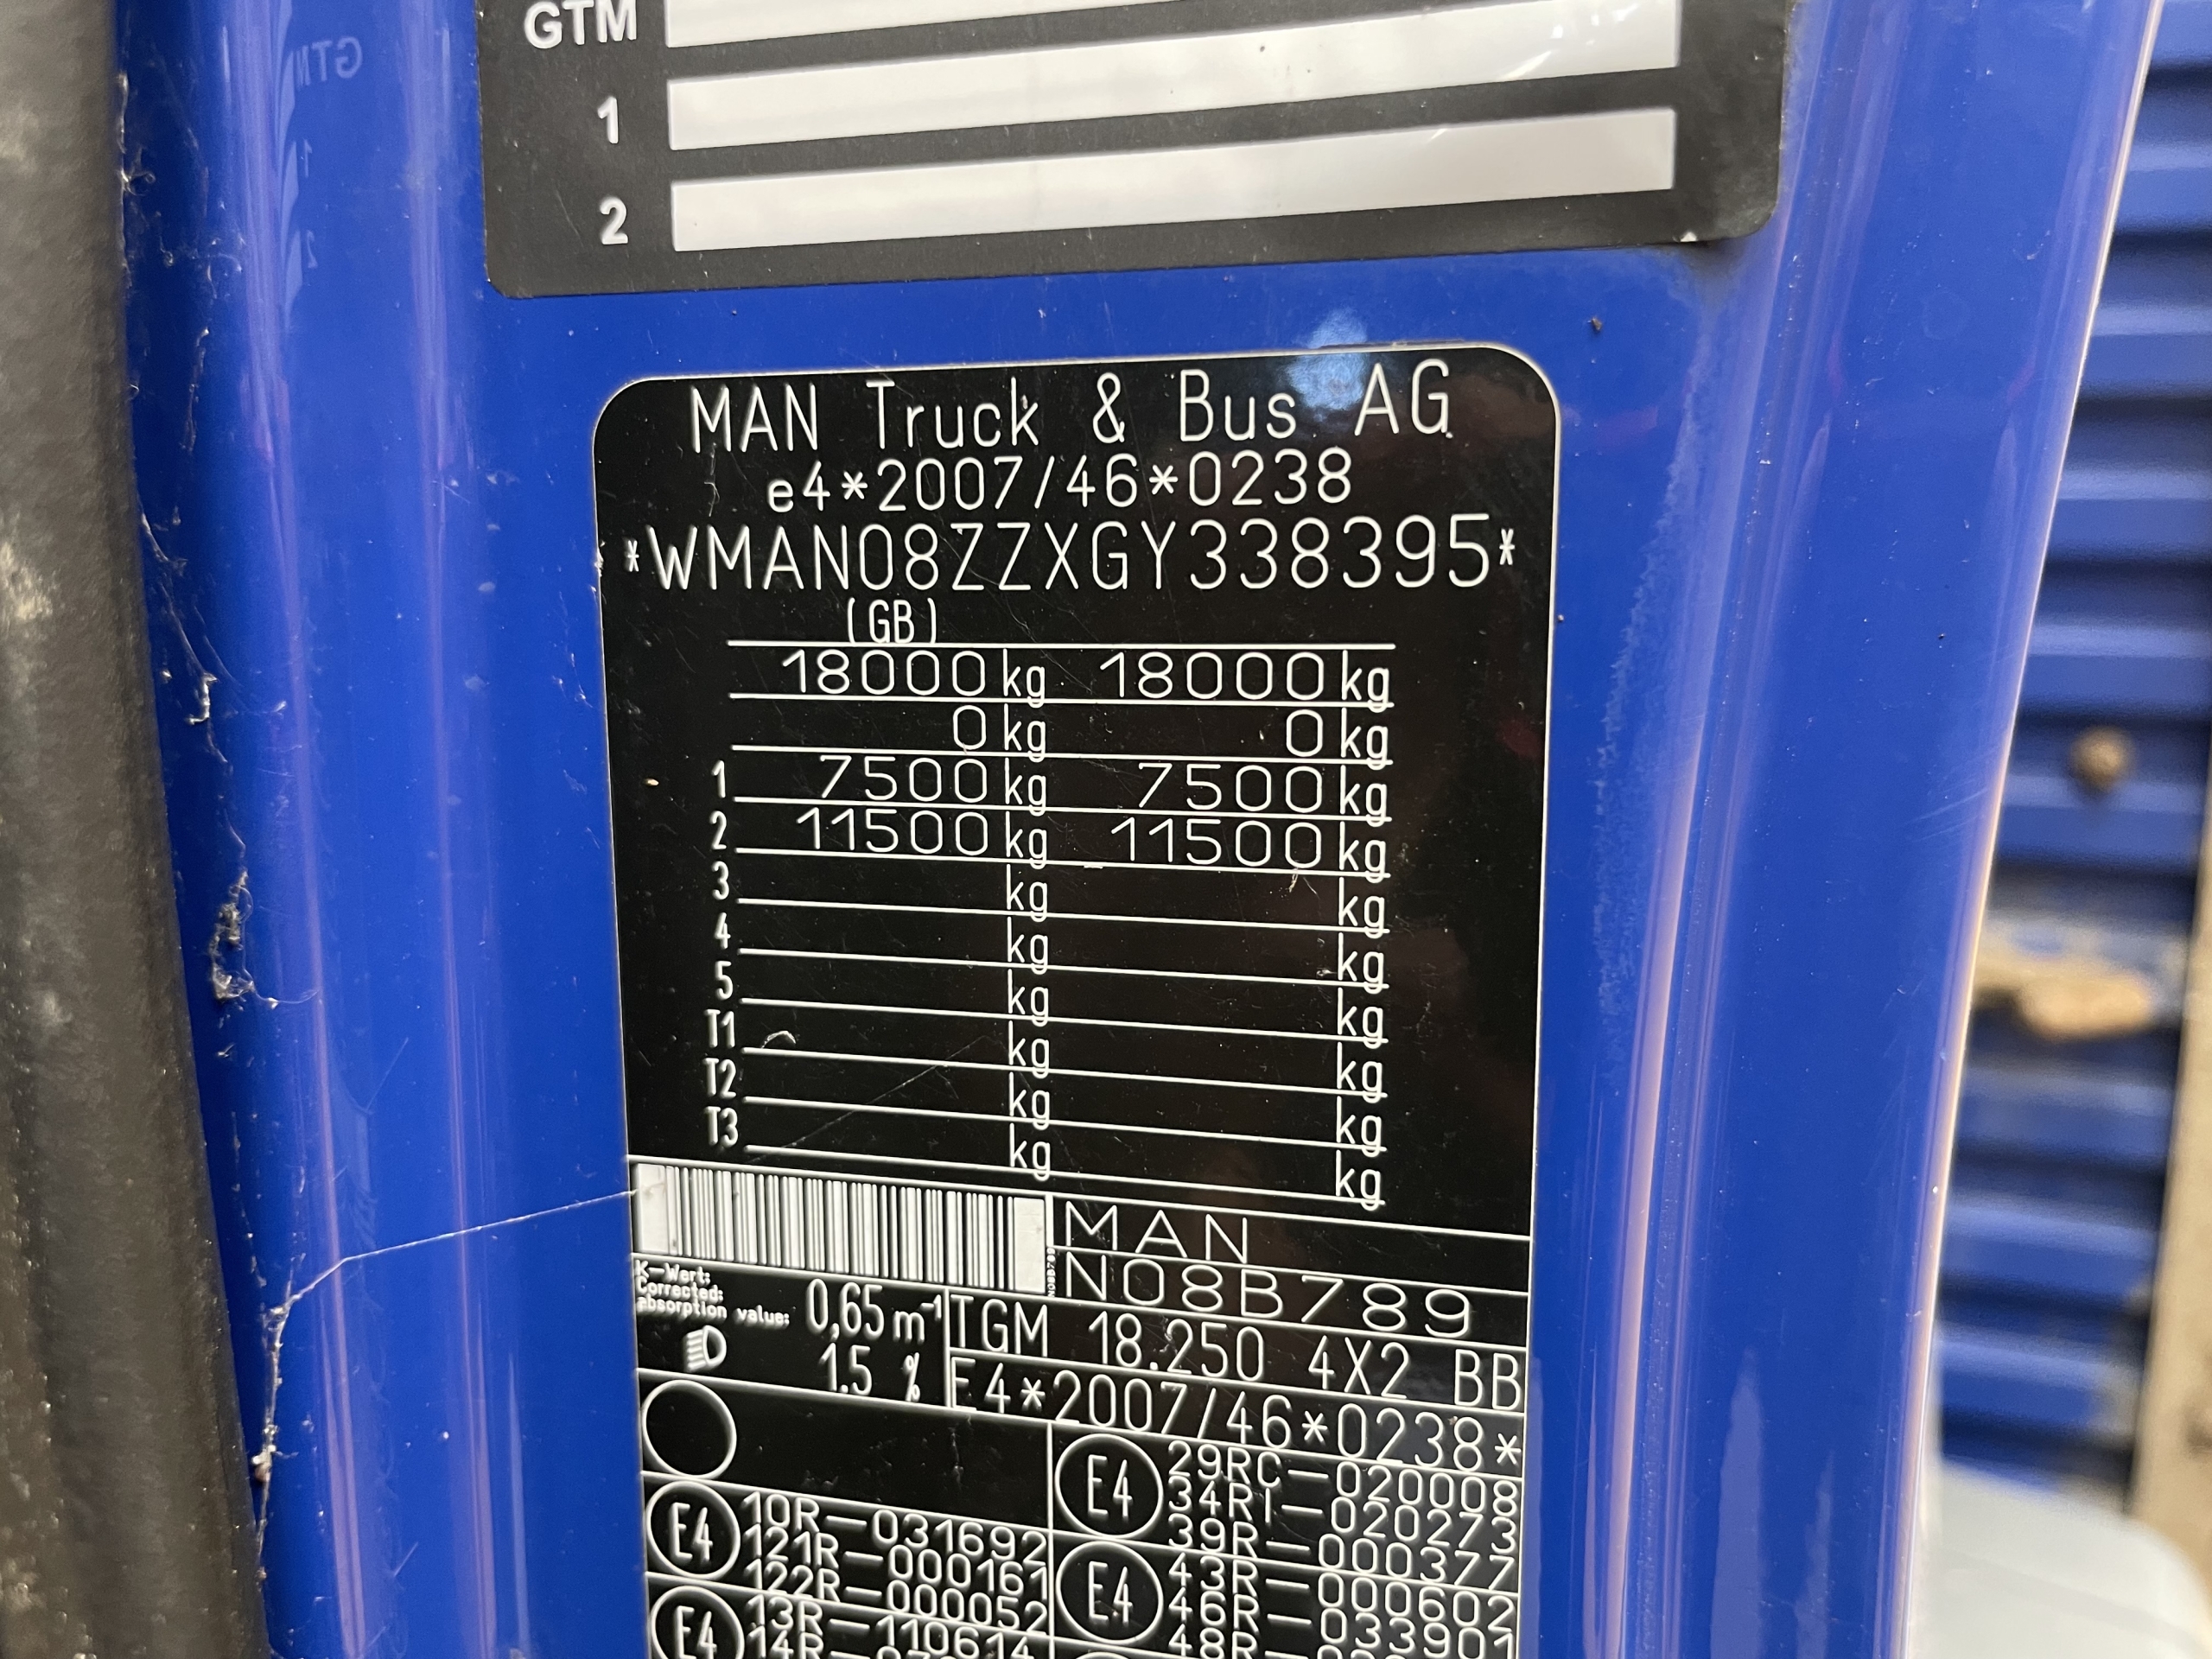 GTM
1
2
MAN Truck & Bus AG
e4*2007/46*0238
*WMAN08ZZXGY338395*
(GB)
18000 kg 18000 kg
0 kg 0 kg
1 7500 kg 7500 kg
2 11500 kg 11500 kg
3 kg kg
4 kg kg
5 kg kg
T1 kg kg
T2 kg kg
T3 kg kg
MAN
N08B789
N08B789
K-Wert:
Corrected:
absorption value: 0,65 m⁻¹
1.5 %
TGM 18.250 4X2 BB
E4*2007/46*0238*
E4 29RC-020008
34RI-020273
39R-000377
E4 10R-031692
121R-000161
122R-000052
E4 43R-000602
46R-033901
48R
E4 13R-110614
14R